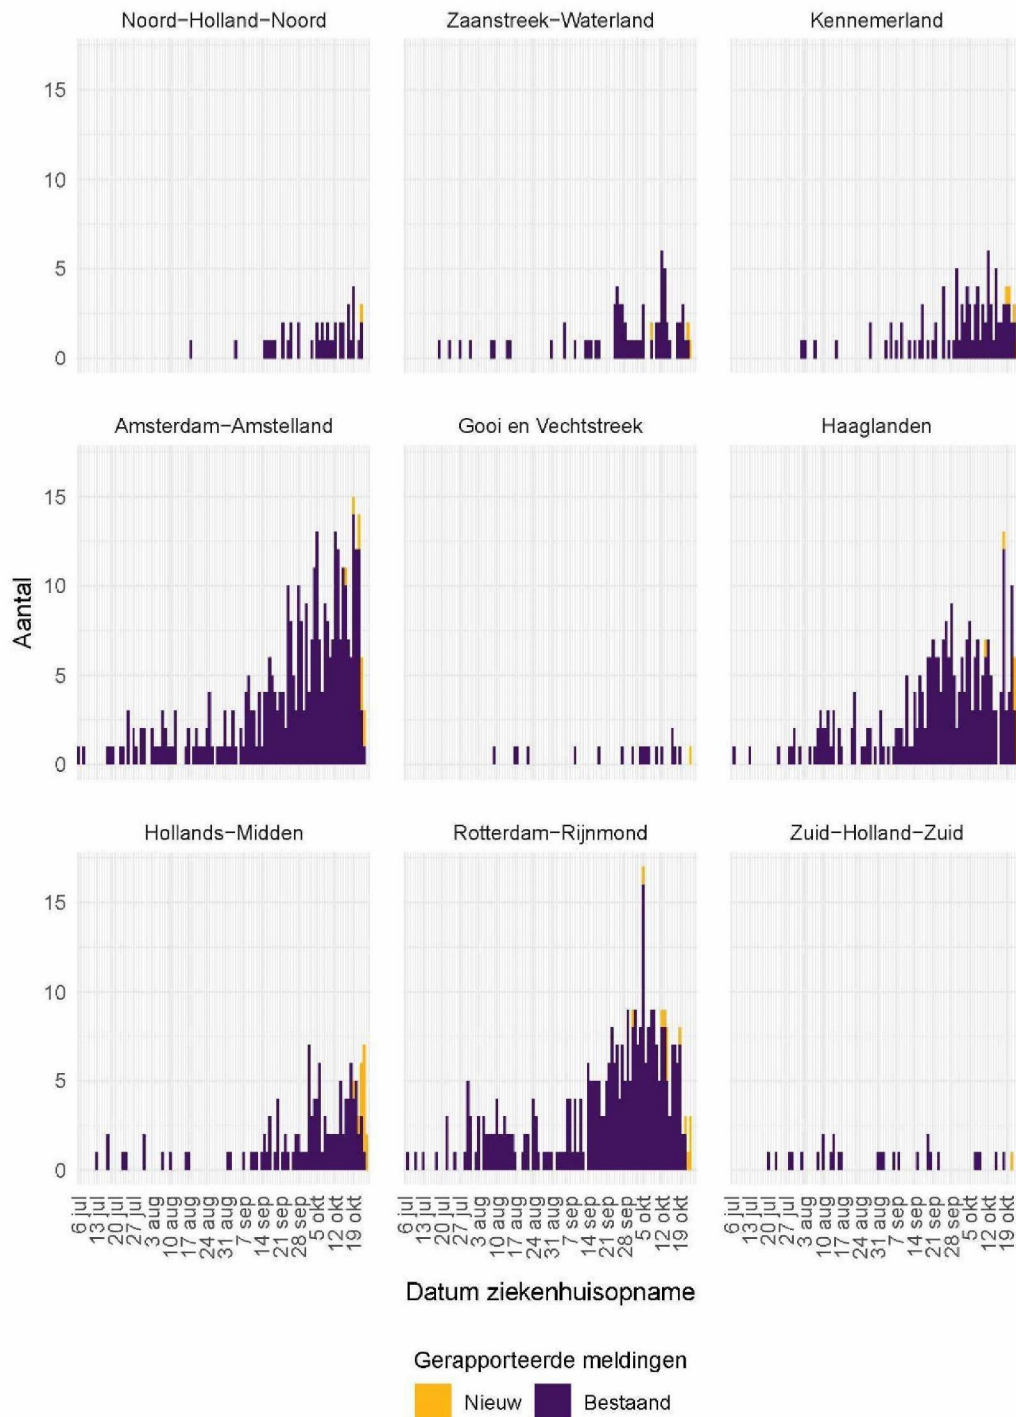 Noord-Holland-Noord
Zaanstreek-Waterland
Kennemerland
15
10
5
0
Amsterdam-Amstelland
Gooi en Vechtstreek
Haaglanden
15
10
5
0
Aantal
Hollands-Midden
Rotterdam-Rijnmond
Zuid-Holland-Zuid
15
10
5
0
6 jul
13 jul
20 jul
27 jul
3 aug
10 aug
17 aug
24 aug
31 aug
7 sep
14 sep
21 sep
28 sep
5 okt
12 okt
19 okt
6 jul
13 jul
20 jul
27 jul
3 aug
10 aug
17 aug
24 aug
31 aug
7 sep
14 sep
21 sep
28 sep
5 okt
12 okt
19 okt
6 jul
13 jul
20 jul
27 jul
3 aug
10 aug
17 aug
24 aug
31 aug
7 sep
14 sep
21 sep
28 sep
5 okt
12 okt
19 okt
Datum ziekenhuisopname
Gerapporteerde meldingen
Nieuw
Bestaand